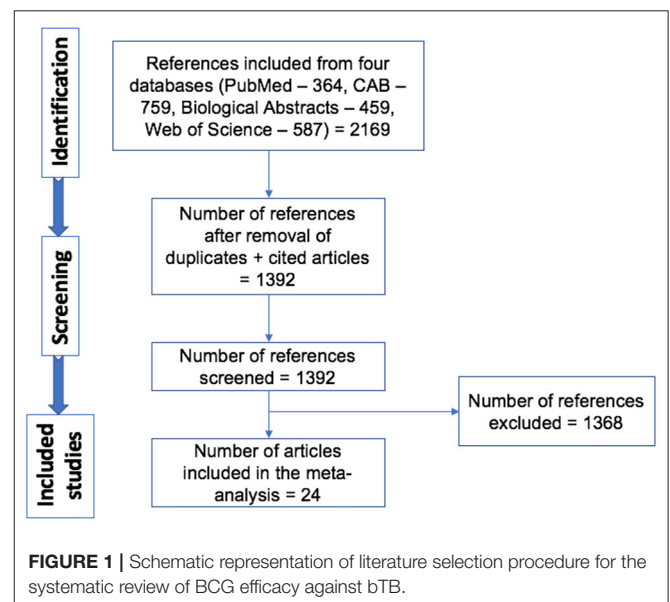 Identification
References included from four
databases (PubMed – 364, CAB –
759, Biological Abstracts – 459,
Web of Science – 587) = 2169
Screening
Number of references
after removal of
duplicates + cited articles
= 1392
Number of references
screened = 1392
Number of references
excluded = 1368
Included
studies
Number of articles
included in the meta-
analysis = 24
FIGURE 1 | Schematic representation of literature selection procedure for the
systematic review of BCG efficacy against bTB.